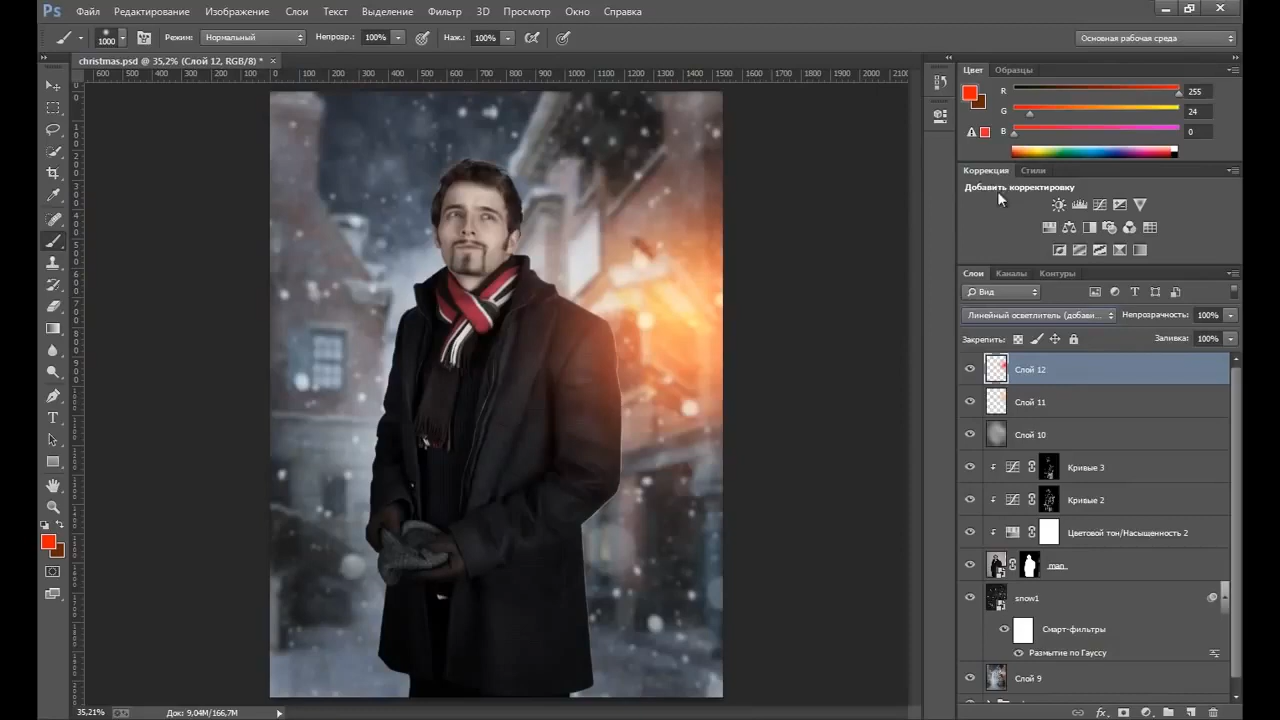 Ps Файл Редактирование Изображение Слои Текст Выделение Фильтр 3D Просмотр Окно Справка
1000 Режим: Нормальный Непрозр.: 100% Наж.: 100% Основная рабочая среда
christmas.psd @ 35,2% (Слой 12, RGB/8) * ×
600 500 400 300 200 100 0 100 200 300 400 500 600 700 800 900 1000 1100 1200 1300 1400 1500 1600 1700 1800 1900 2000 2100
Цвет Образцы
R 255
G 24
B 0
Коррекция Стили
Добавить корректировку
Слои Каналы Контуры
Вид
Линейный осветлитель (добави... Непрозрачность: 100%
Закрепить: Заливка: 100%
Слой 12
Слой 11
Слой 10
Кривые 3
Кривые 2
Цветовой тон/Насыщенность 2
man
snow1
Смарт-фильтры
Размытие по Гауссу
Слой 9
35,21% Док: 9,04M/166,7M